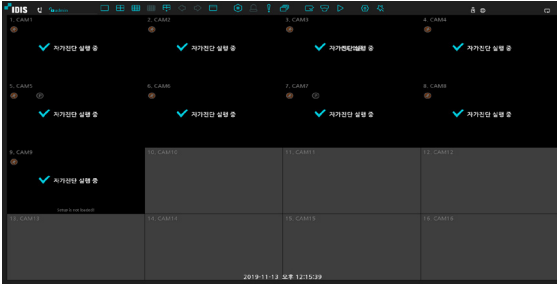 IDIS
1. CAM1
2. CAM2
3. CAM3
4. CAM4
자가진단 실행 중
자가진단 실행 중
자가진단 실행 중
자가진단 실행 중
5. CAM5
6. CAM6
7. CAM7
8. CAM8
자가진단 실행 중
자가진단 실행 중
자가진단 실행 중
자가진단 실행 중
9. CAM9
10. CAM10
11. CAM11
12. CAM12
자가진단 실행 중
Setup is not loaded!
13. CAM13
14. CAM14
15. CAM15
16. CAM16
2019-11-13 오후 12:15:39